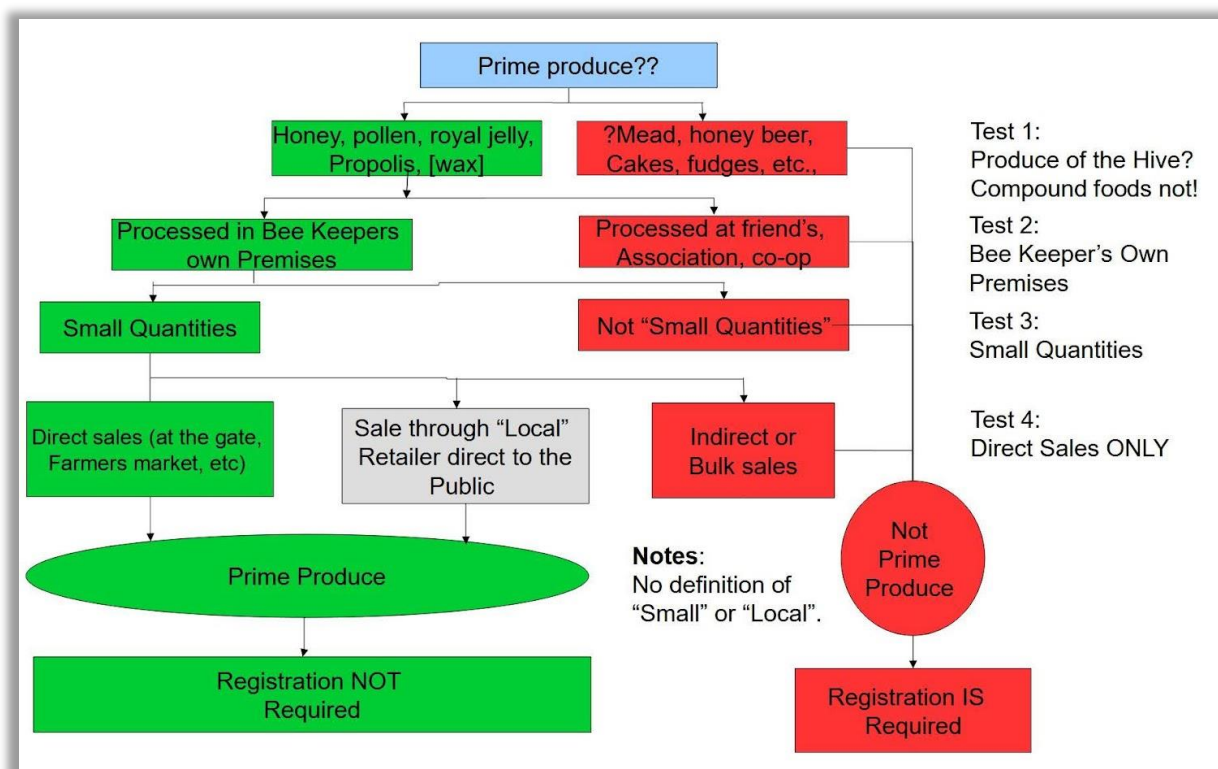 Prime produce??
Honey, pollen, royal jelly,
Propolis, [wax]
?Mead, honey beer,
Cakes, fudges, etc.,
Test 1:
Produce of the Hive?
Compound foods not!
Processed in Bee Keepers
own Premises
Processed at friend's,
Association, co-op
Test 2:
Bee Keeper's Own
Premises
Small Quantities
Not “Small Quantities”
Test 3:
Small Quantities
Direct sales (at the gate,
Farmers market, etc)
Sale through “Local”
Retailer direct to the
Public
Indirect or
Bulk sales
Test 4:
Direct Sales ONLY
Prime Produce
Notes:
No definition of
“Small” or “Local”.
Not
Prime
Produce
Registration NOT
Required
Registration IS
Required